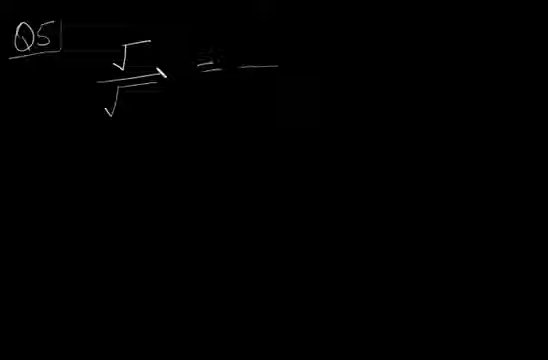 Q5
√
√ = _